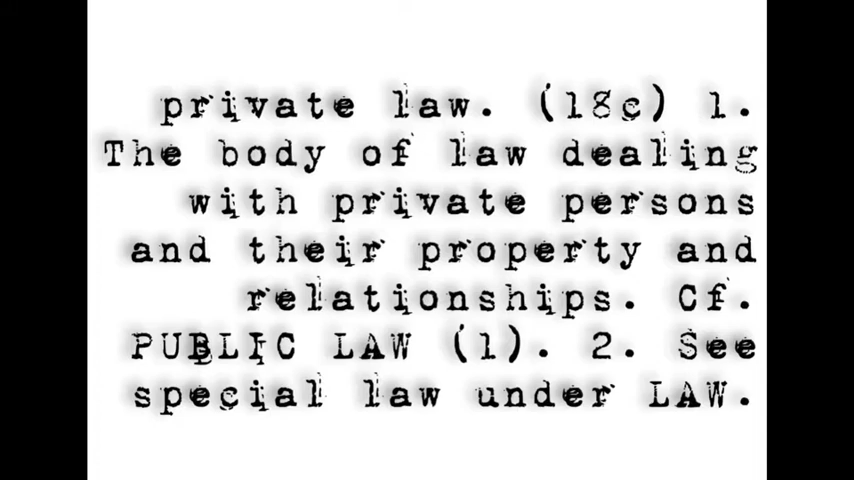 private law. (18c) 1.
The body of law dealing
with private persons
and their property and
relationships. Cf.
PUBLIC LAW (1). 2. See
special law under LAW.